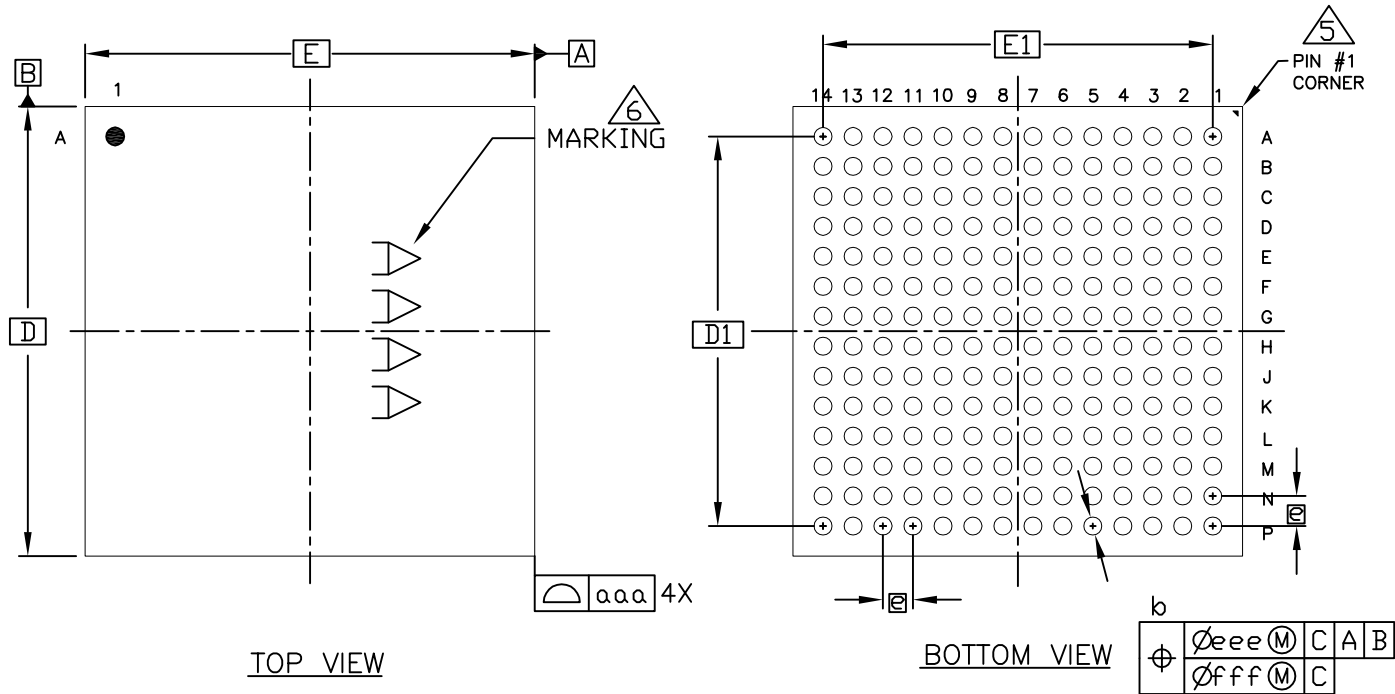 E
A
B
1
A
6
MARKING
D
aaa 4X
TOP VIEW
5
PIN #1
CORNER
E1
14 13 12 11 10 9 8 7 6 5 4 3 2 1
A
B
C
D
E
F
G
H
J
K
L
M
N
P
D1
e
e
b
Øeee Ⓜ C A B
Øfff Ⓜ C
BOTTOM VIEW